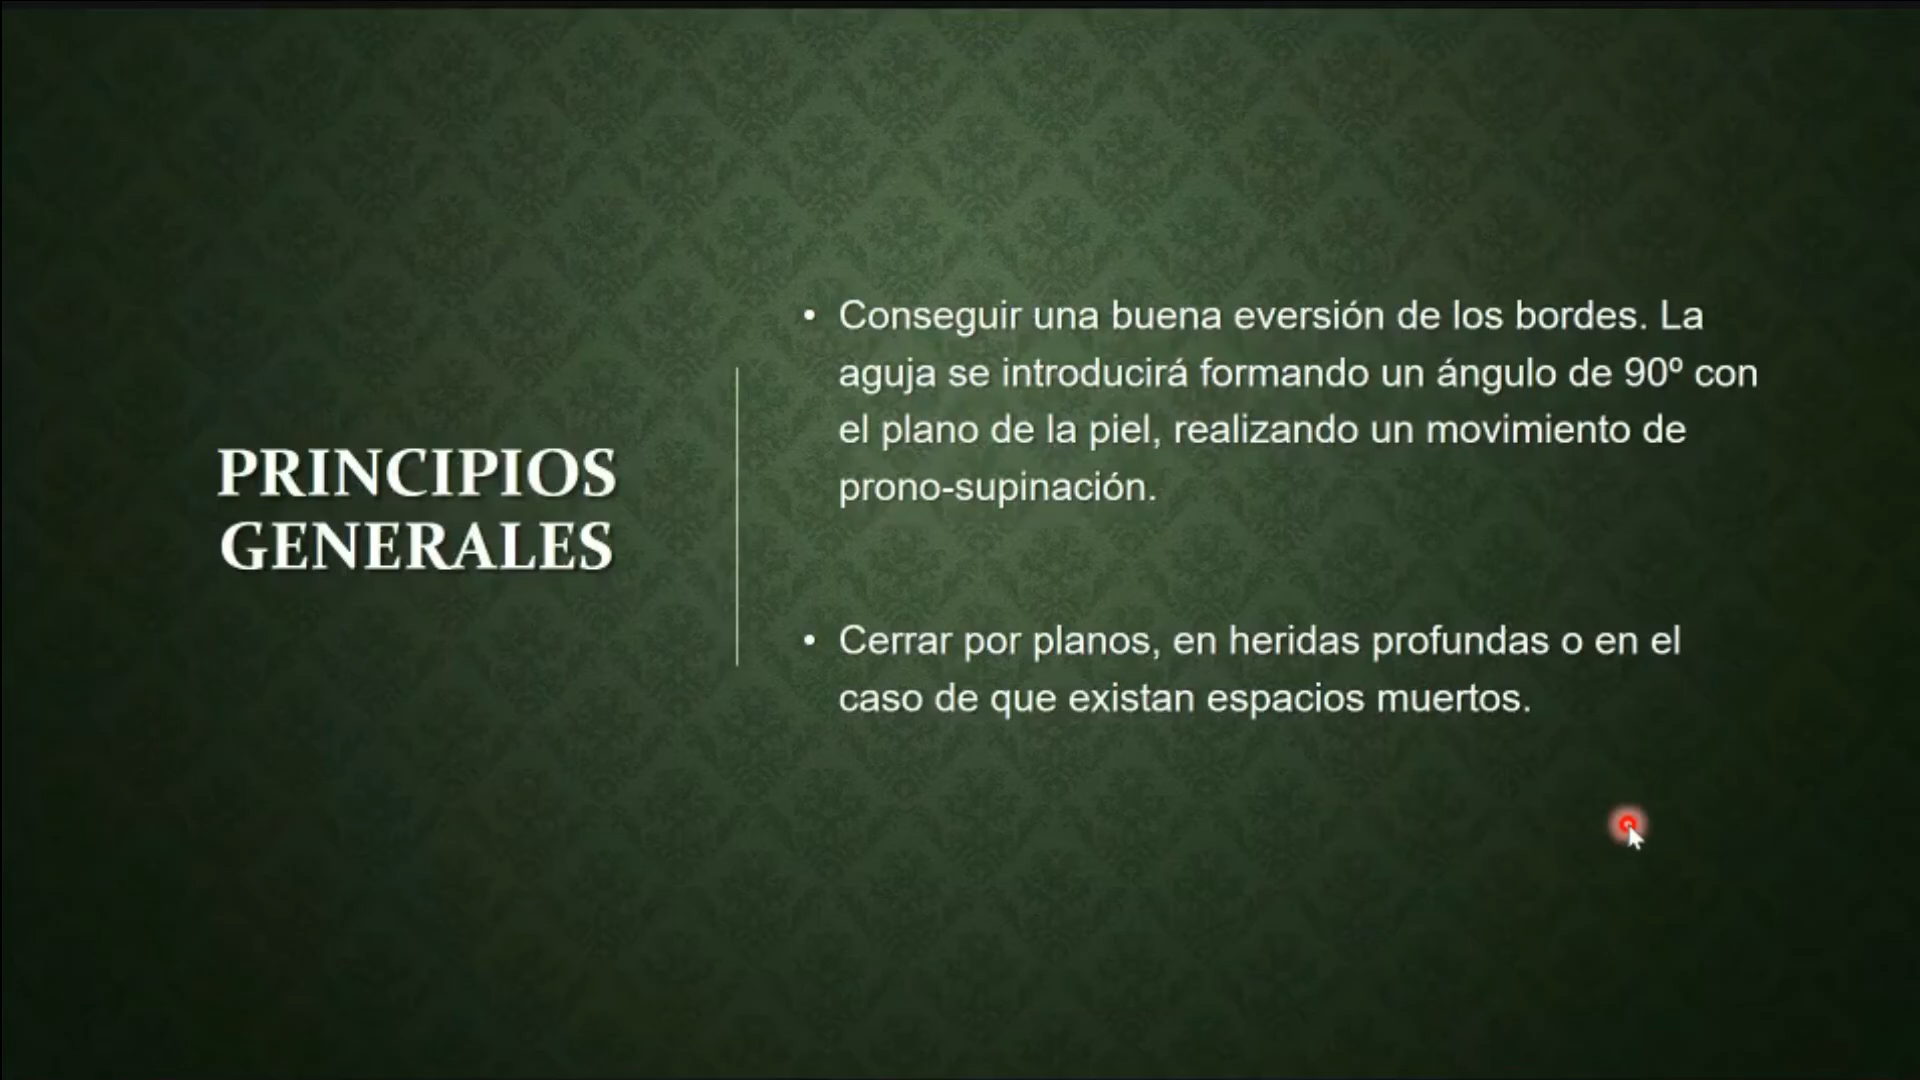 PRINCIPIOS
GENERALES
• Conseguir una buena eversión de los bordes. La
aguja se introducirá formando un ángulo de 90º con
el plano de la piel, realizando un movimiento de
prono-supinación.
• Cerrar por planos, en heridas profundas o en el
caso de que existan espacios muertos.